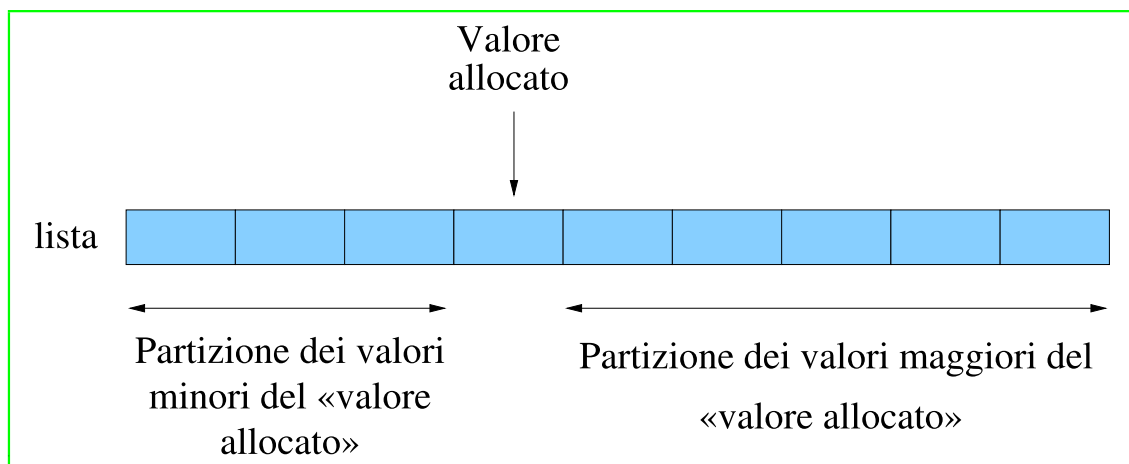 Valore
allocato
lista
Partizione dei valori
minori del «valore
allocato»
Partizione dei valori maggiori del
«valore allocato»